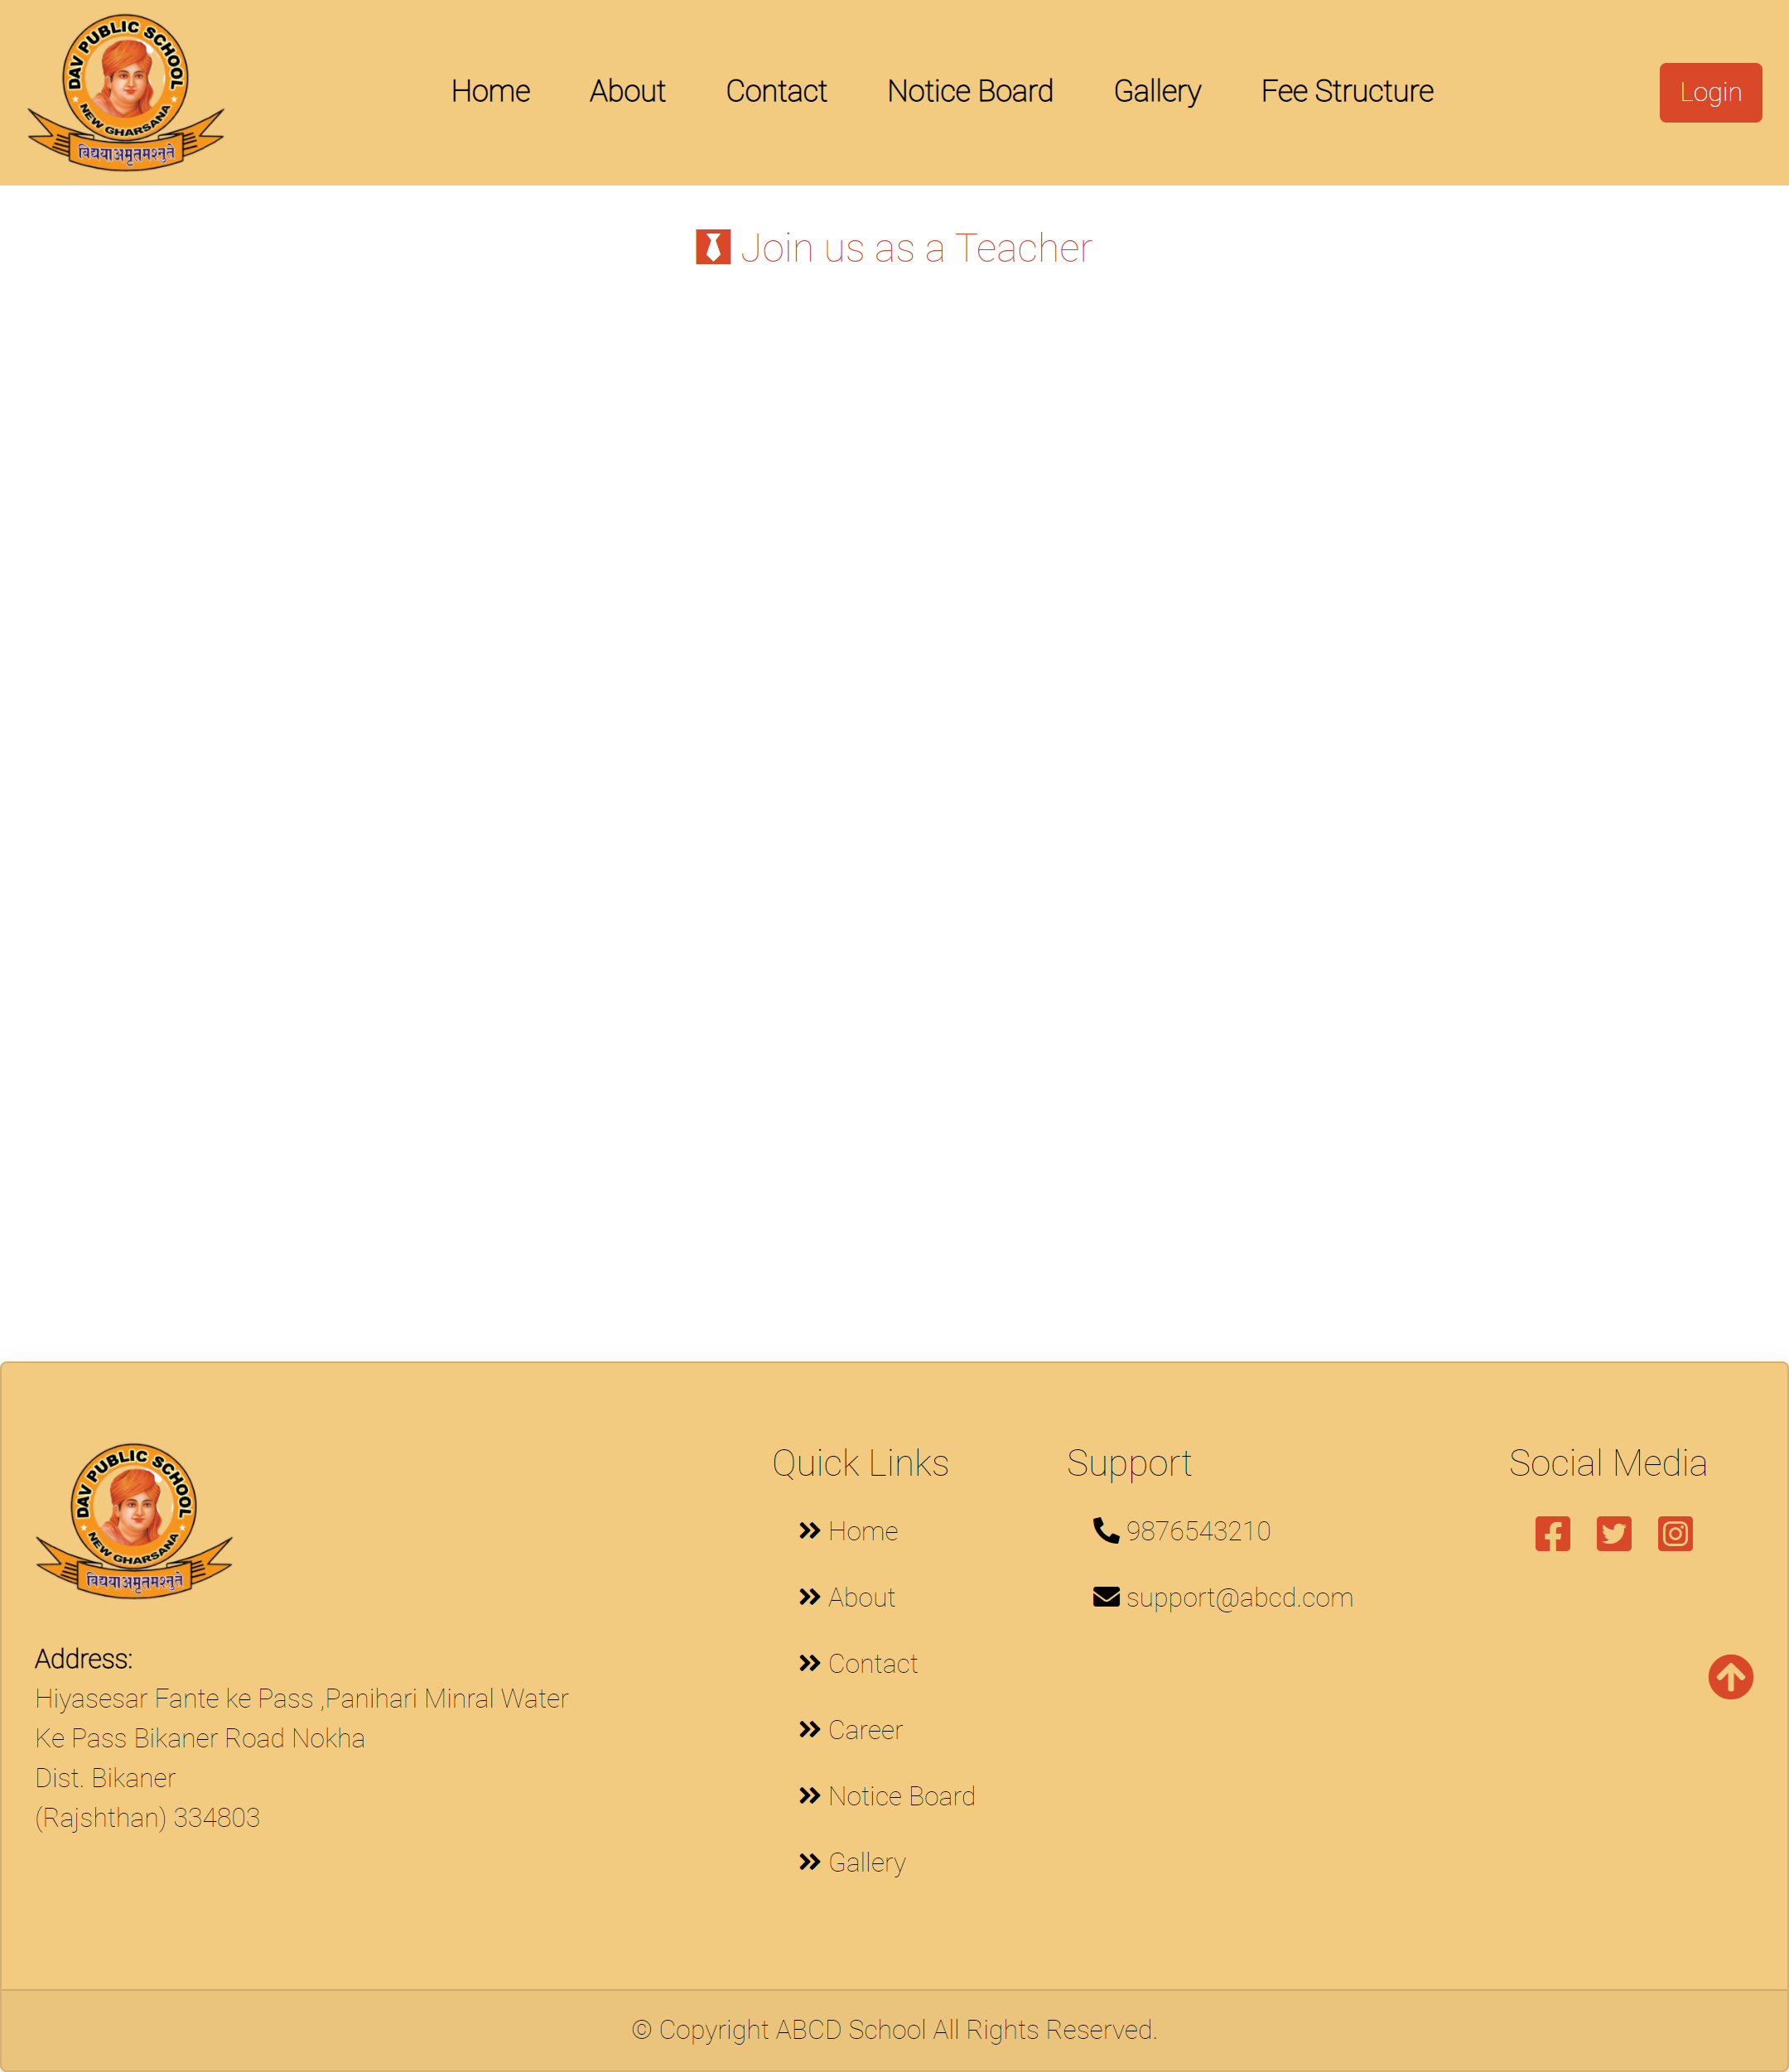 DAV PUBLIC SCHOOL
NEW GHARSANA
विद्यया अमृतमश्नुते
Home
About
Contact
Notice Board
Gallery
Fee Structure
Login
Join us as a Teacher
DAV PUBLIC SCHOOL
NEW GHARSANA
विद्यया अमृतमश्नुते
Address:
Hiyasesar Fante ke Pass ,Panihari Minral Water
Ke Pass Bikaner Road Nokha
Dist. Bikaner
(Rajshthan) 334803
Quick Links
Home
About
Contact
Career
Notice Board
Gallery
Support
9876543210
support@abcd.com
Social Media
© Copyright ABCD School All Rights Reserved.